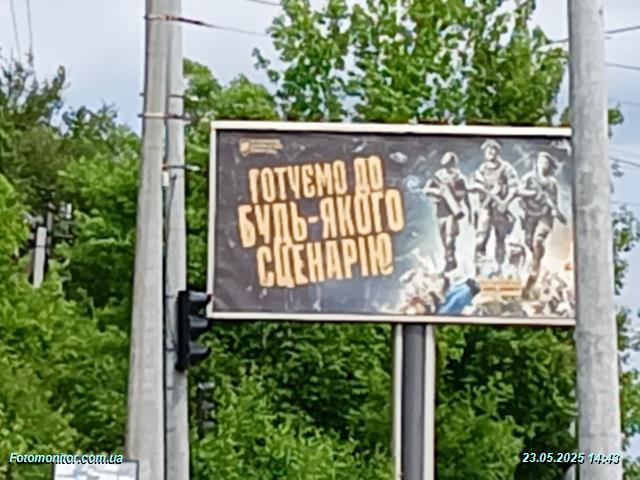 ГОТУЄМО ДО
БУДЬ-ЯКОГО
СЦЕНАРІЮ
Fotomonitor.com.ua
23.05.2025 14:43